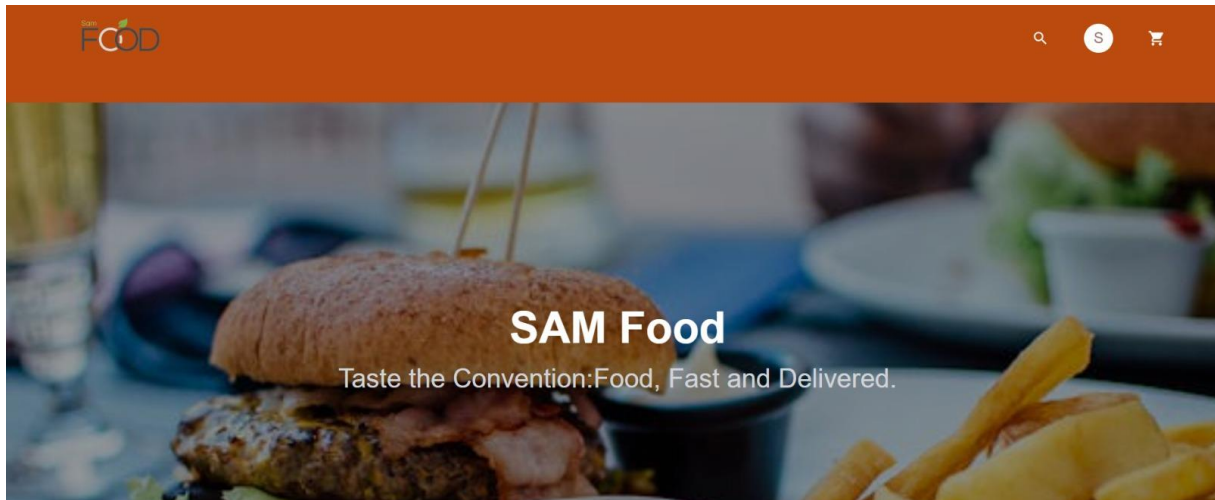 Sam
FOOD
S
SAM Food
Taste the Convention:Food, Fast and Delivered.